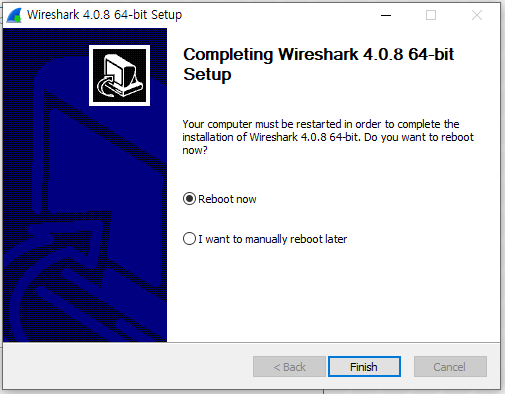 Wireshark 4.0.8 64-bit Setup
Completing Wireshark 4.0.8 64-bit
Setup
Your computer must be restarted in order to complete the
installation of Wireshark 4.0.8 64-bit. Do you want to reboot
now?
Reboot now
I want to manually reboot later
< Back
Finish
Cancel